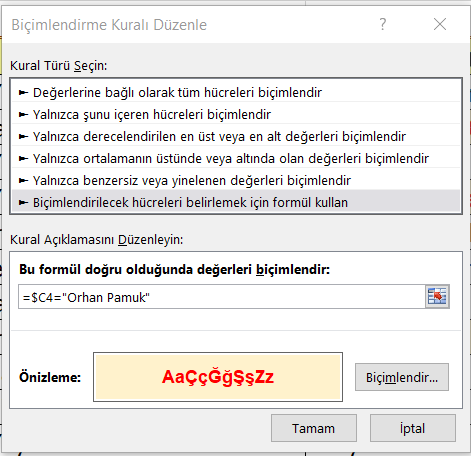 Biçimlendirme Kuralı Düzenle
Kural Türü Seçin:
► Değerlerine bağlı olarak tüm hücreleri biçimlendir
► Yalnızca şunu içeren hücreleri biçimlendir
► Yalnızca derecelendirilen en üst veya en alt değerleri biçimlendir
► Yalnızca ortalamanın üstünde veya altında olan değerleri biçimlendir
► Yalnızca benzersiz veya yinelenen değerleri biçimlendir
► Biçimlendirilecek hücreleri belirlemek için formül kullan
Kural Açıklamasını Düzenleyin:
Bu formül doğru olduğunda değerleri biçimlendir:
=$C4="Orhan Pamuk"
Önizleme:
AaÇçĞğŞşZz
Biçimlendir...
Tamam
İptal